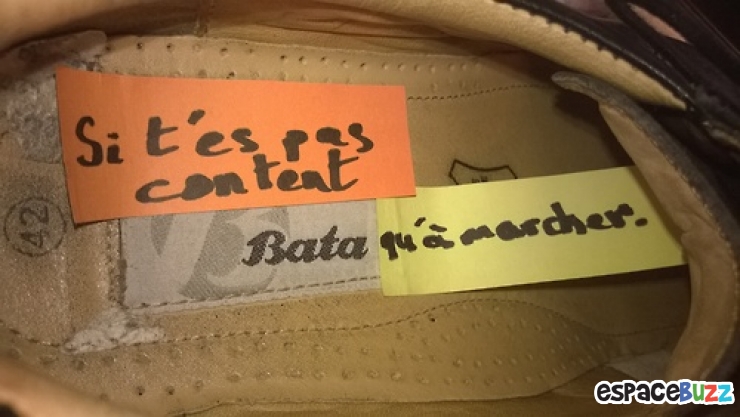 Si t'es pas
content
Bata qu'à marcher.
42
espaceBuzz